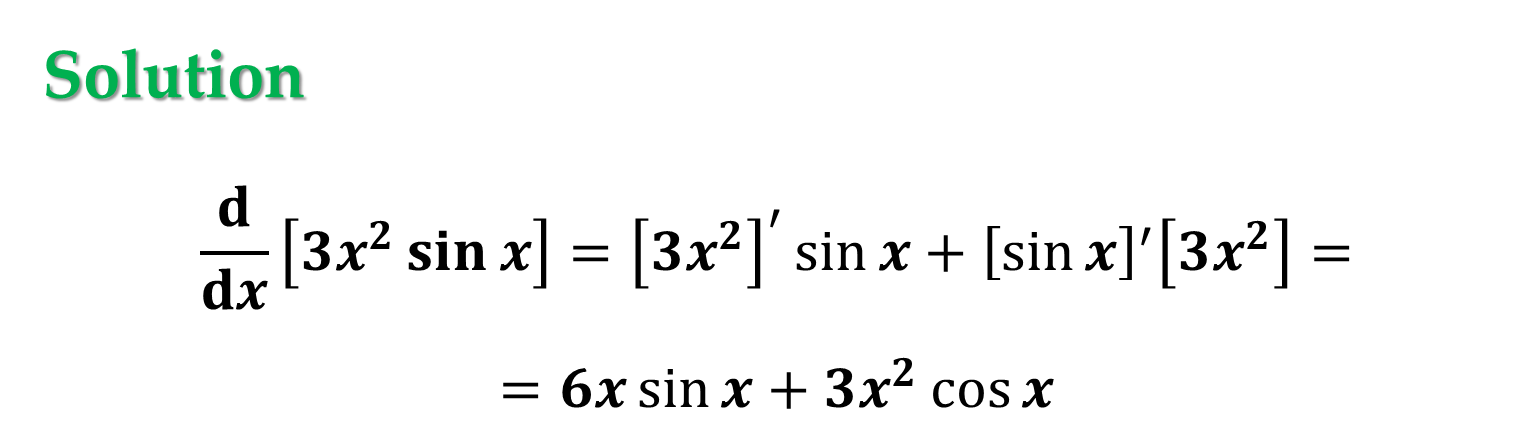 Solution
d/dx [3x² sin x] = [3x²]′ sin x + [sin x]′[3x²] =
= 6x sin x + 3x² cos x